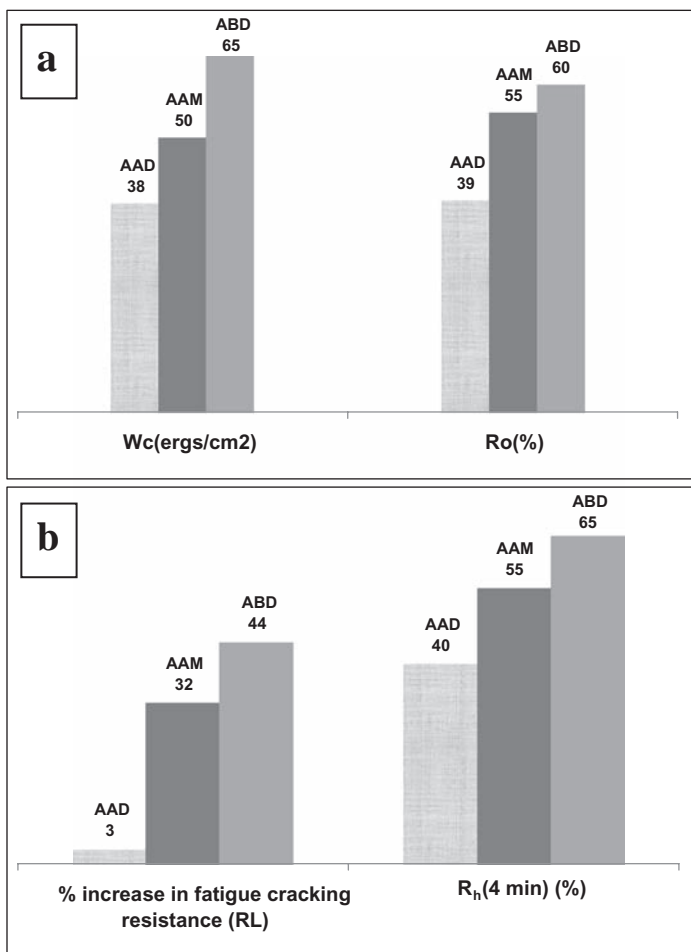 a
AAD
38
AAM
50
ABD
65
AAD
39
AAM
55
ABD
60
Wc(ergs/cm2)
Ro(%)
b
AAD
3
AAM
32
ABD
44
AAD
40
AAM
55
ABD
65
% increase in fatigue cracking
resistance (RL)
Rh(4 min) (%)